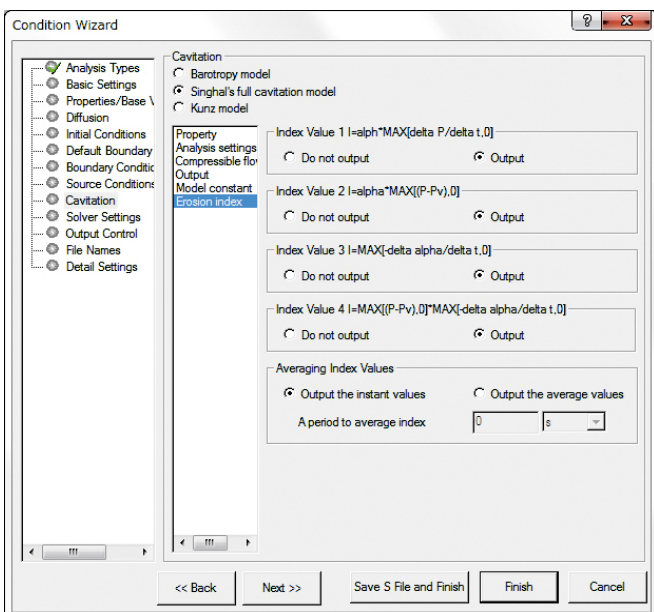 Condition Wizard
Analysis Types
Basic Settings
Properties/Base V
Diffusion
Initial Conditions
Default Boundary
Boundary Conditic
Source Conditions
Cavitation
Solver Settings
Output Control
File Names
Detail Settings
Cavitation
Barotropy model
Singhal's full cavitation model
Kunz model
Property
Analysis settings
Compressible flow
Output
Model constant
Erosion index
Index Value 1 I=alph*MAX[delta P/delta t,0]
Do not output Output
Index Value 2 I=alpha*MAX[(P-Pv),0]
Do not output Output
Index Value 3 I=MAX[-delta alpha/delta t,0]
Do not output Output
Index Value 4 I=MAX[(P-Pv),0]*MAX[-delta alpha/delta t,0]
Do not output Output
Averaging Index Values
Output the instant values Output the average values
A period to average index 0 s
<< Back Next >> Save S File and Finish Finish Cancel